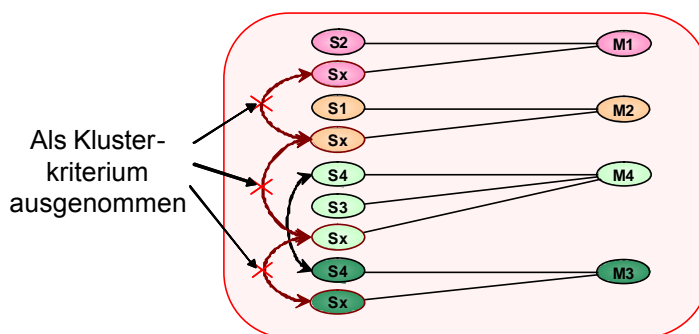 S2 M1
Sx
S1 M2
Sx
Als Kluster-
kriterium
ausgenommen
S4 M4
S3
Sx
S4 M3
Sx